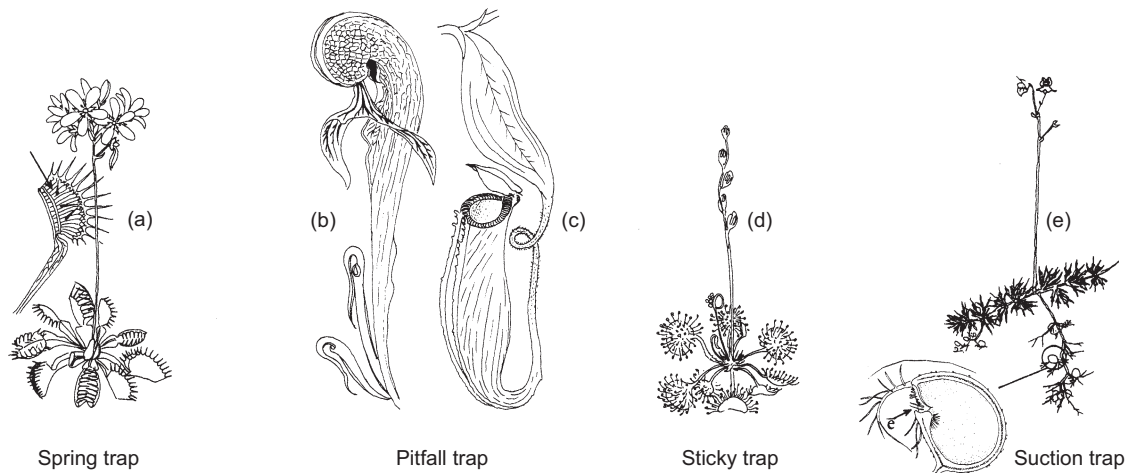 (a)
(b)
(c)
(d)
(e)
e
Spring trap
Pitfall trap
Sticky trap
Suction trap